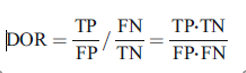 DOR = TP/FP / FN/TN = TP·TN/FP·FN